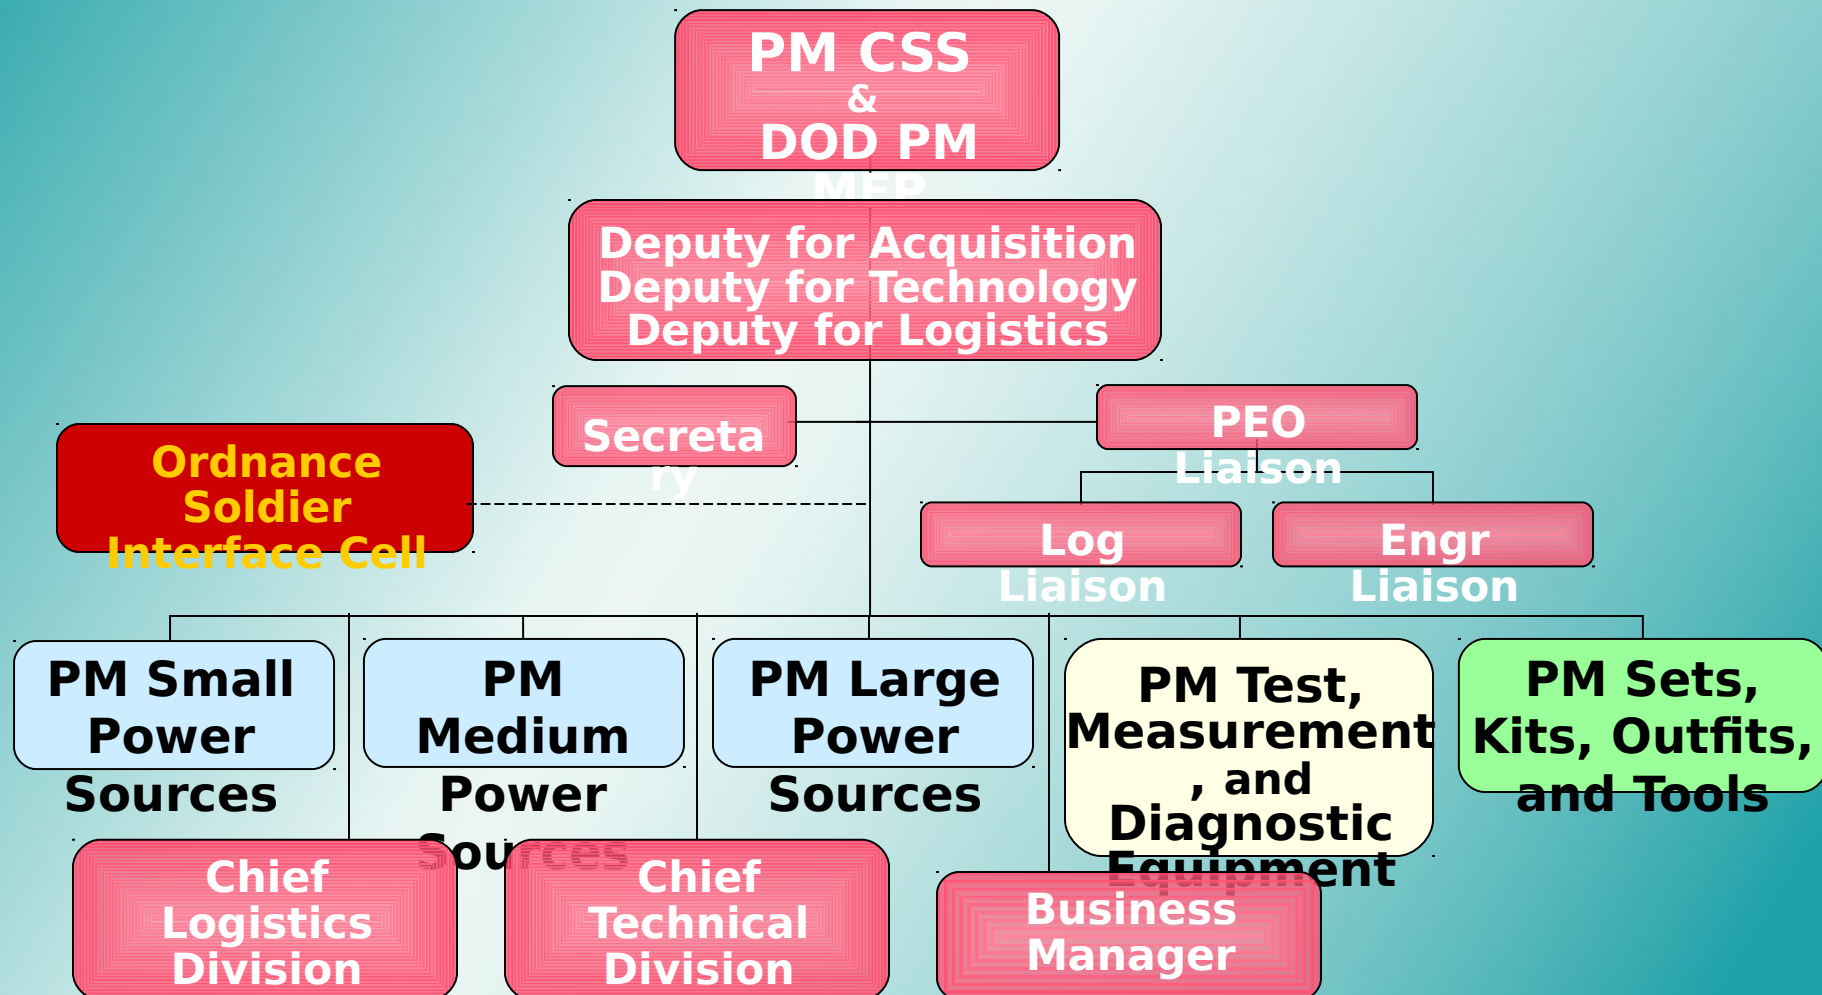 PM CSS
&
DOD PM
MEP
Deputy for Acquisition
Deputy for Technology
Deputy for Logistics
Secreta
ry
PEO
Liaison
Ordnance
Soldier
Interface Cell
Log
Liaison
Engr
Liaison
PM Small
Power
Sources
PM
Medium
Power
Sources
PM Large
Power
Sources
PM Test,
Measurement
, and
Diagnostic
Equipment
PM Sets,
Kits, Outfits,
and Tools
Chief
Logistics
Division
Chief
Technical
Division
Business
Manager